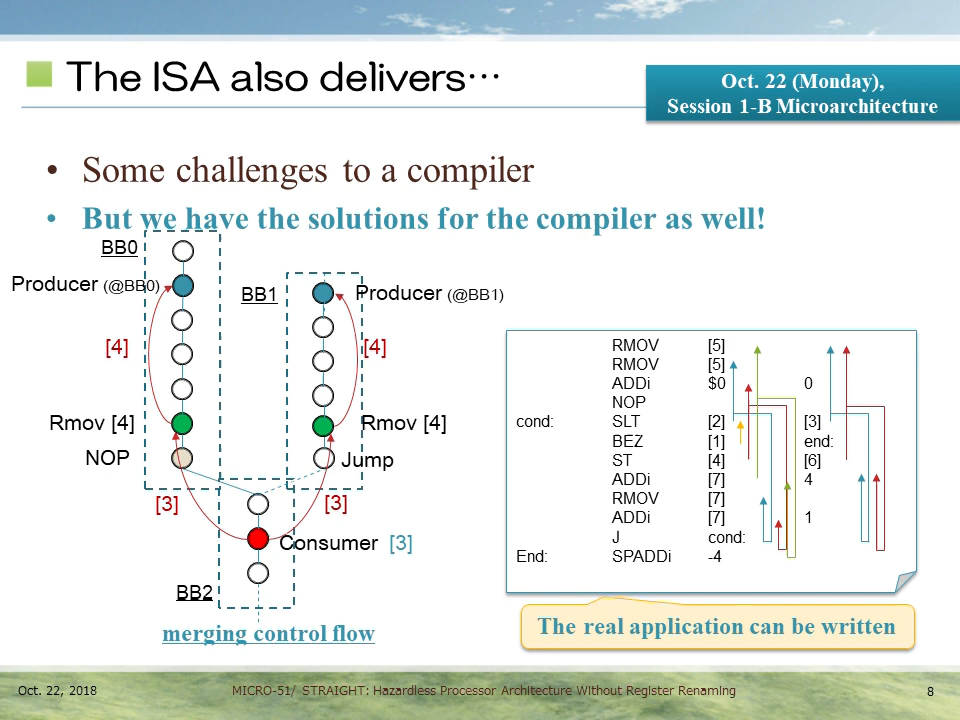 The ISA also delivers…
Oct. 22 (Monday),
Session 1-B Microarchitecture
• Some challenges to a compiler
• But we have the solutions for the compiler as well!
BB0
Producer (@BB0)
BB1
Producer (@BB1)
[4]
[4]
Rmov [4]
Rmov [4]
NOP
Jump
[3]
[3]
Consumer [3]
BB2
merging control flow
RMOV [5]
RMOV [5]
ADDi $0 0
NOP
cond: SLT [2] [3]
BEZ [1] end:
ST [4] [6]
ADDi [7] 4
RMOV [7]
ADDi [7] 1
J cond:
End: SPADDi -4
The real application can be written
Oct. 22, 2018
MICRO-51/ STRAIGHT: Hazardless Processor Architecture Without Register Renaming
8